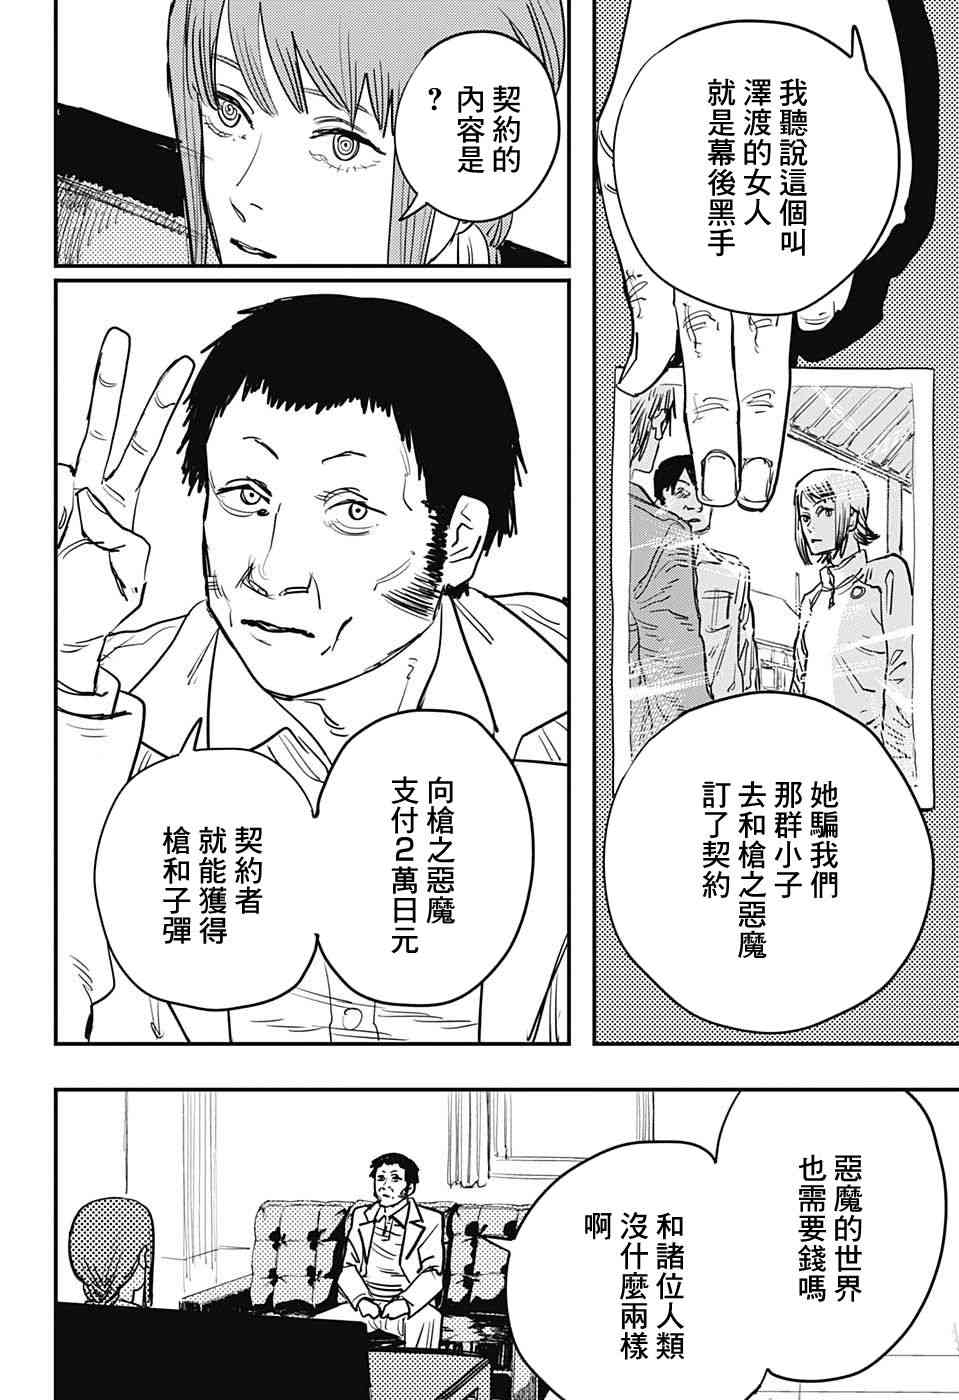 我聽說這個叫
澤渡的女人
就是幕後黑手
她騙我們
那群小子
去和槍之惡魔
訂了契約
契約的
內容是
?
向槍之惡魔
支付2萬日元
契約者
就能獲得
槍和子彈
惡魔的世界
也需要錢嗎
和諸位人類
沒什麼兩樣
啊